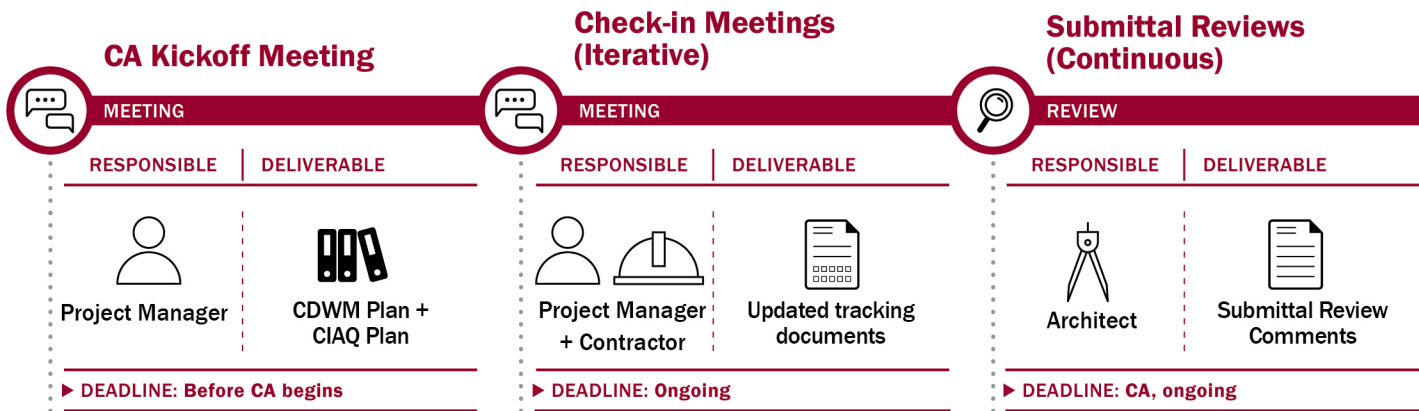 CA Kickoff Meeting
MEETING
RESPONSIBLE
DELIVERABLE
Project Manager
CDWM Plan +
CIAQ Plan
DEADLINE: Before CA begins
Check-in Meetings
(Iterative)
MEETING
RESPONSIBLE
DELIVERABLE
Project Manager
+ Contractor
Updated tracking
documents
DEADLINE: Ongoing
Submittal Reviews
(Continuous)
REVIEW
RESPONSIBLE
DELIVERABLE
Architect
Submittal Review
Comments
DEADLINE: CA, ongoing